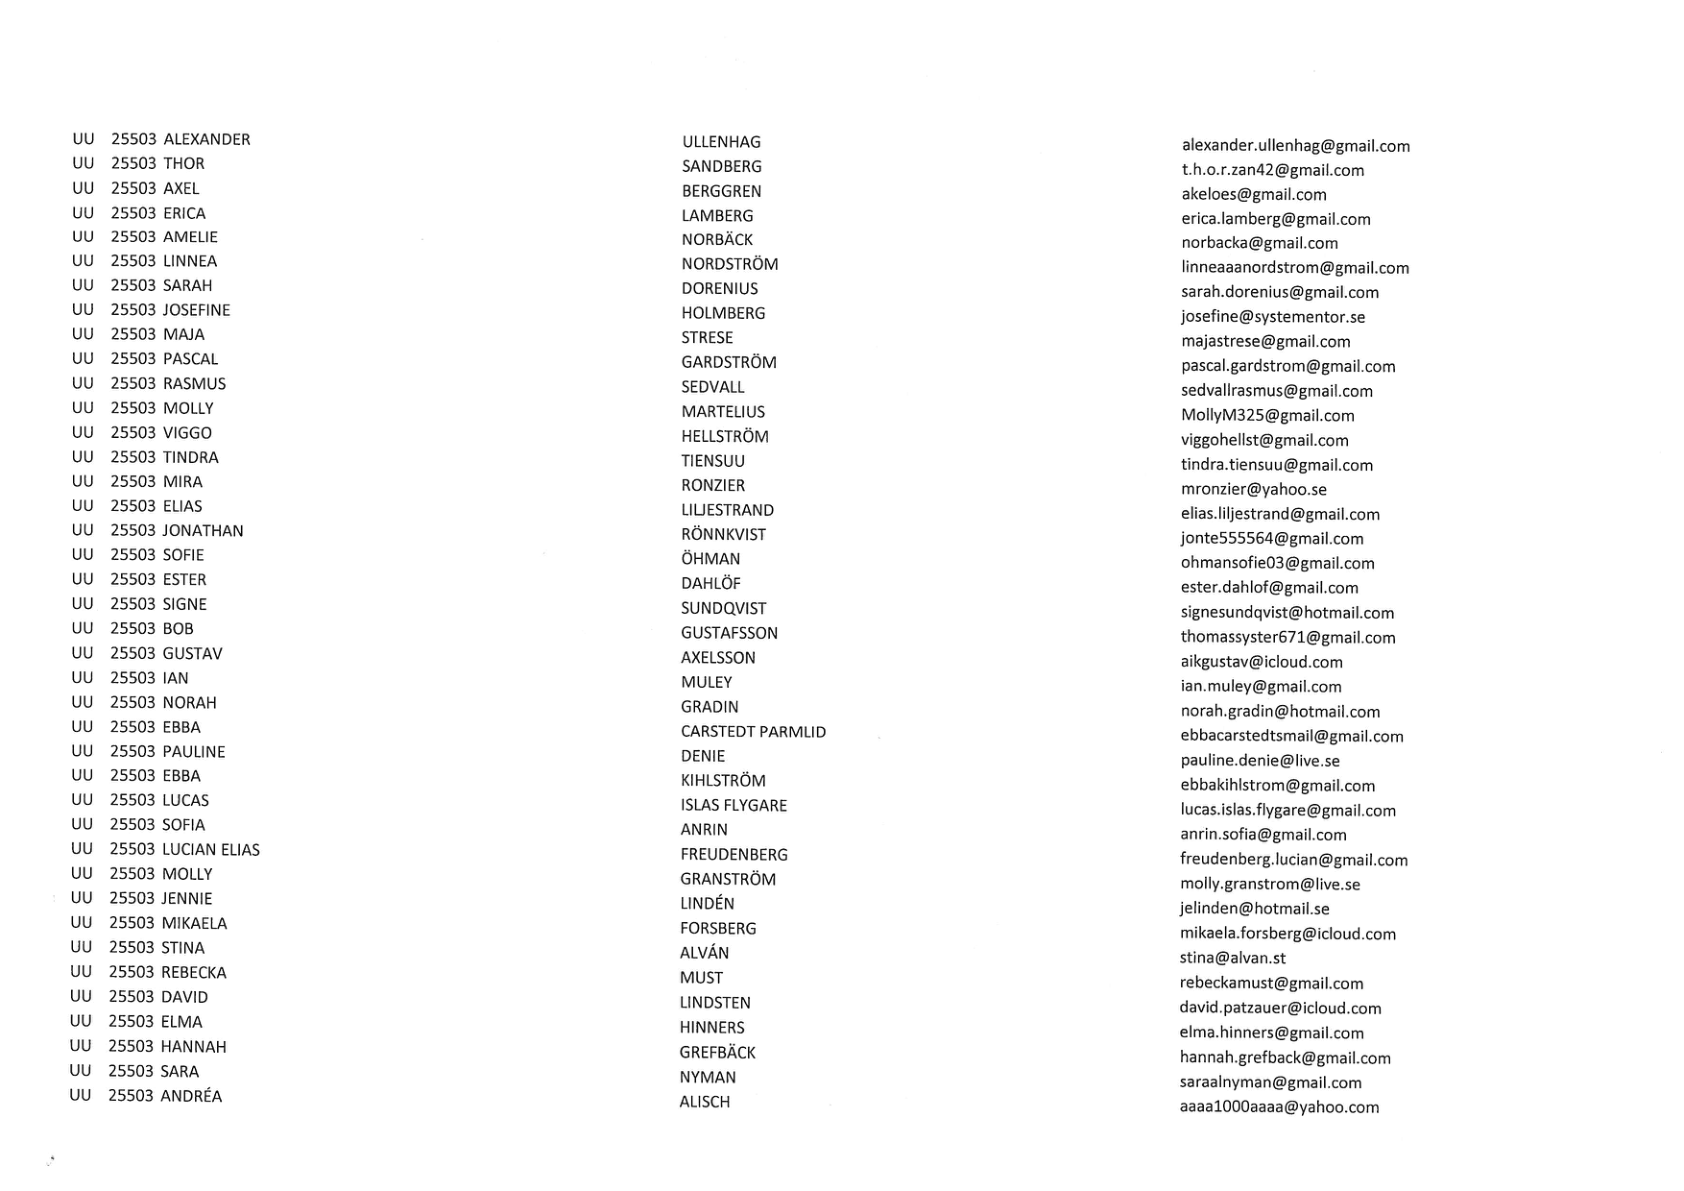 UU 25503 ALEXANDER ULLENHAG alexander.ullenhag@gmail.com
UU 25503 THOR SANDBERG t.h.o.r.zan42@gmail.com
UU 25503 AXEL BERGGREN akeloes@gmail.com
UU 25503 ERICA LAMBERG erica.lamberg@gmail.com
UU 25503 AMELIE NORBÄCK norbacka@gmail.com
UU 25503 LINNEA NORDSTRÖM linneaaanordstrom@gmail.com
UU 25503 SARAH DORENIUS sarah.dorenius@gmail.com
UU 25503 JOSEFINE HOLMBERG josefine@systementor.se
UU 25503 MAJA STRESE majastrese@gmail.com
UU 25503 PASCAL GARDSTRÖM pascal.gardstrom@gmail.com
UU 25503 RASMUS SEDVALL sedvallrasmus@gmail.com
UU 25503 MOLLY MARTELIUS MollyM325@gmail.com
UU 25503 VIGGO HELLSTRÖM viggohellst@gmail.com
UU 25503 TINDRA TIENSUU tindra.tiensuu@gmail.com
UU 25503 MIRA RONZIER mronzier@yahoo.se
UU 25503 ELIAS LILJESTRAND elias.liljestrand@gmail.com
UU 25503 JONATHAN RÖNNKVIST jonte555564@gmail.com
UU 25503 SOFIE ÖHMAN ohmansofie03@gmail.com
UU 25503 ESTER DAHLÖF ester.dahlof@gmail.com
UU 25503 SIGNE SUNDQVIST signesundqvist@hotmail.com
UU 25503 BOB GUSTAFSSON thomassyster671@gmail.com
UU 25503 GUSTAV AXELSSON aikgustav@icloud.com
UU 25503 IAN MULEY ian.muley@gmail.com
UU 25503 NORAH GRADIN norah.gradin@hotmail.com
UU 25503 EBBA CARSTEDT PARMLID ebbacarstedtsmail@gmail.com
UU 25503 PAULINE DENIE pauline.denie@live.se
UU 25503 EBBA KIHLSTRÖM ebbakihlstrom@gmail.com
UU 25503 LUCAS ISLAS FLYGARE lucas.islas.flygare@gmail.com
UU 25503 SOFIA ANRIN anrin.sofia@gmail.com
UU 25503 LUCIAN ELIAS FREUDENBERG freudenberg.lucian@gmail.com
UU 25503 MOLLY GRANSTRÖM molly.granstrom@live.se
UU 25503 JENNIE LINDÉN jelinden@hotmail.se
UU 25503 MIKAELA FORSBERG mikaela.forsberg@icloud.com
UU 25503 STINA ALVÁN stina@alvan.st
UU 25503 REBECKA MUST rebeckamust@gmail.com
UU 25503 DAVID LINDSTEN david.patzauer@icloud.com
UU 25503 ELMA HINNERS elma.hinners@gmail.com
UU 25503 HANNAH GREFBÄCK hannah.grefback@gmail.com
UU 25503 SARA NYMAN saraalnyman@gmail.com
UU 25503 ANDRÉA ALISCH aaaa1000aaaa@yahoo.com